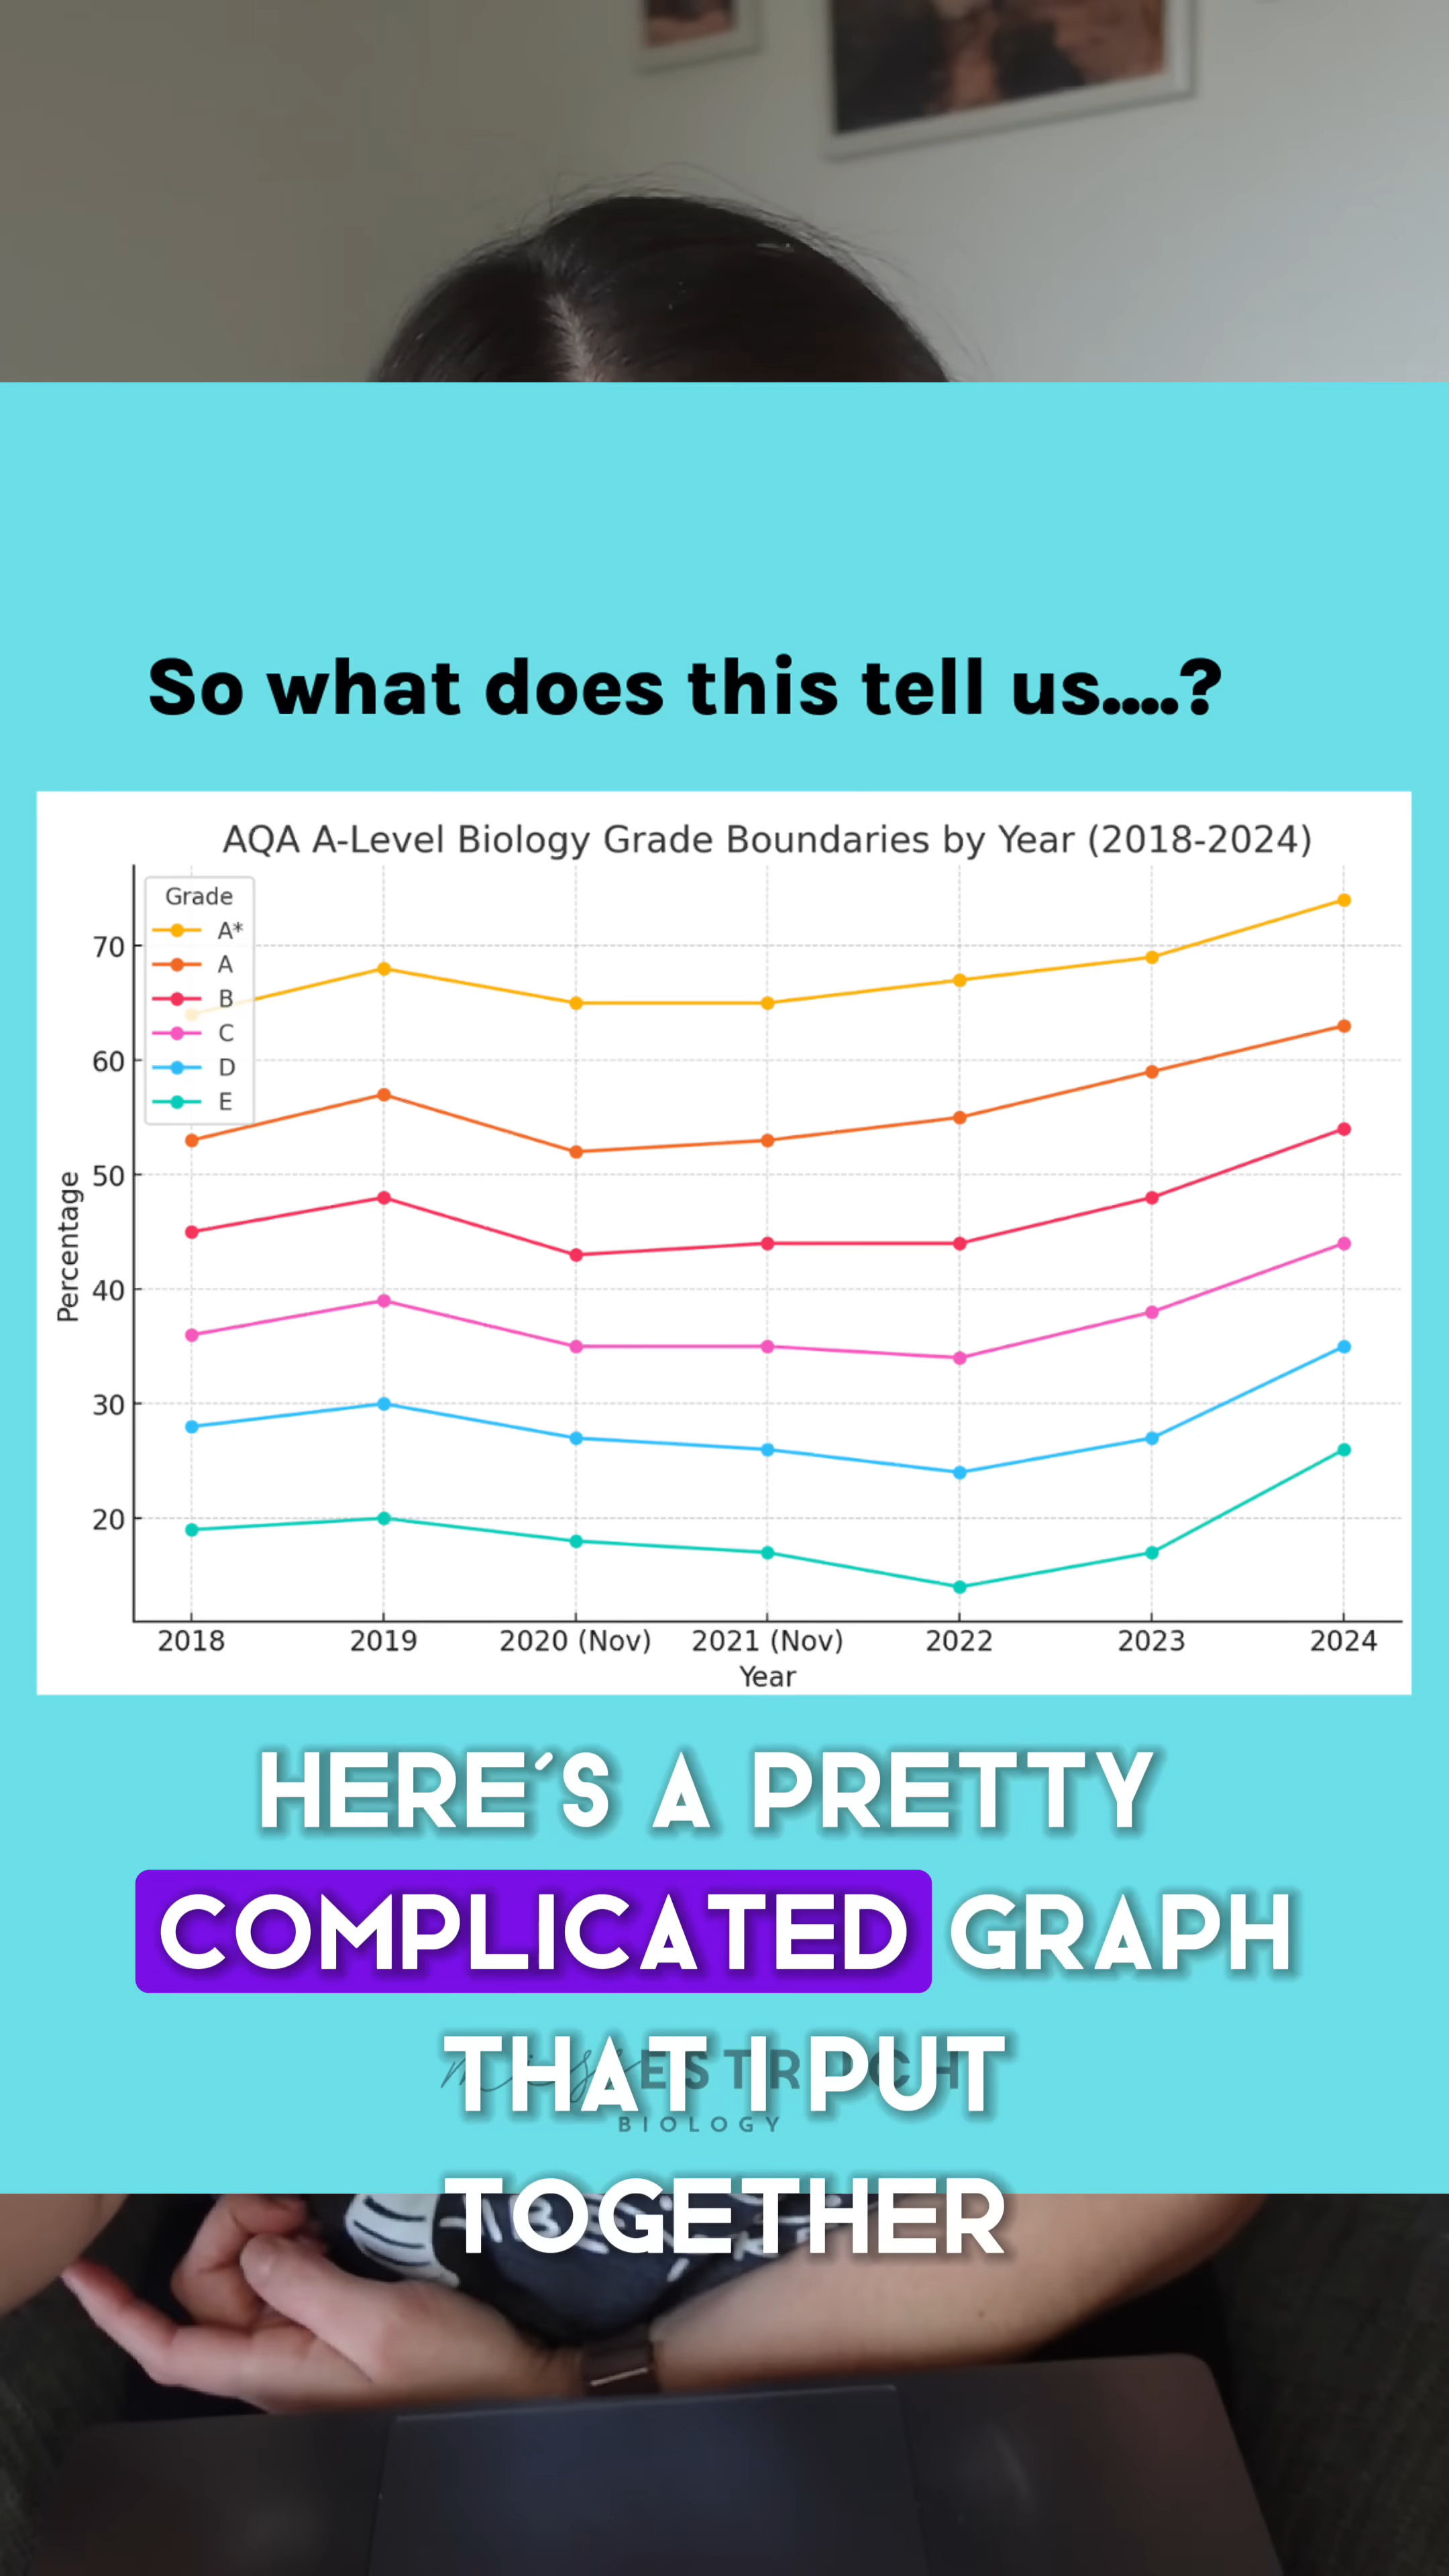 So what does this tell us....?
AQA A-Level Biology Grade Boundaries by Year (2018-2024)
Grade
A*
A
B
C
D
E
70
60
50
40
30
20
Percentage
2018 2019 2020 (Nov) 2021 (Nov) 2022 2023 2024
Year
HERE'S A PRETTY
COMPLICATED GRAPH
THAT I PUT
BIOLOGY
TOGETHER